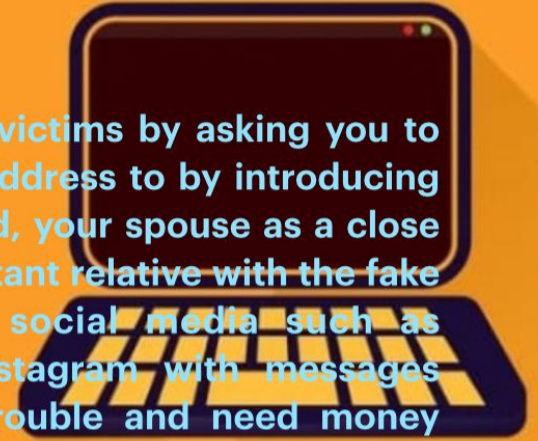 victims by asking you to
ddress to by introducing
d, your spouse as a close
tant relative with the fake
social media such as
stagram with messages
rouble and need money